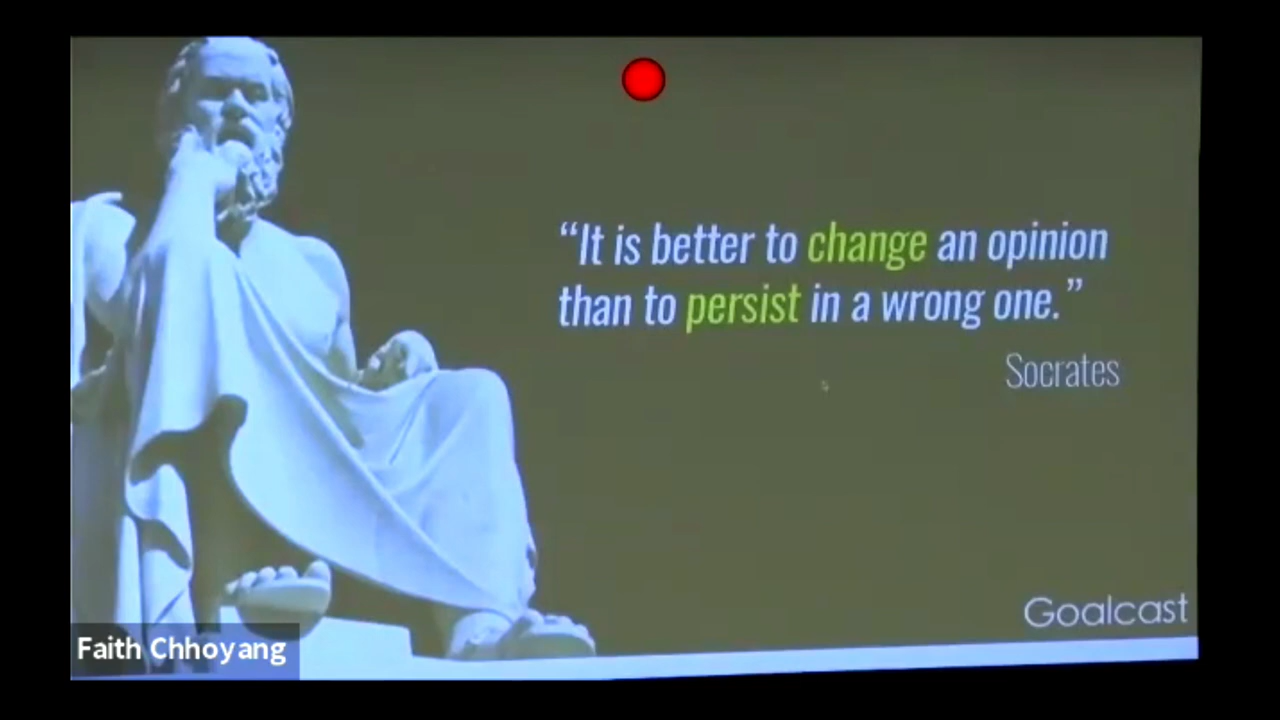 “It is better to change an opinion
than to persist in a wrong one.”
Socrates
Goalcast
Faith Chhoyang